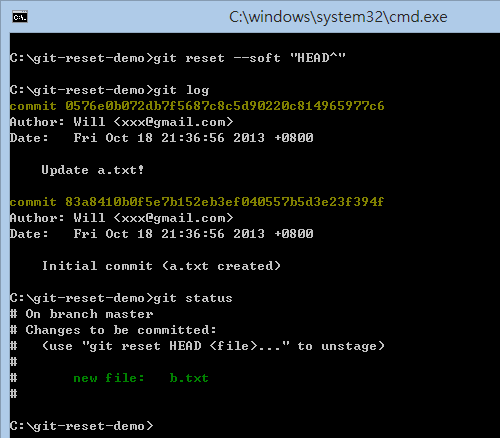 C:\windows\system32\cmd.exe
C:\git-reset-demo>git reset --soft "HEAD^"
C:\git-reset-demo>git log
commit 0576e0b072db7f5687c8c5d90220c814965977c6
Author: Will <xxx@gmail.com>
Date:   Fri Oct 18 21:36:56 2013 +0800
    Update a.txt!
commit 83a8410b0f5e7b152eb3ef040557b5d3e23f394f
Author: Will <xxx@gmail.com>
Date:   Fri Oct 18 21:36:56 2013 +0800
    Initial commit (a.txt created)
C:\git-reset-demo>git status
# On branch master
# Changes to be committed:
#   (use "git reset HEAD <file>..." to unstage)
#
#       new file:   b.txt
#
C:\git-reset-demo>